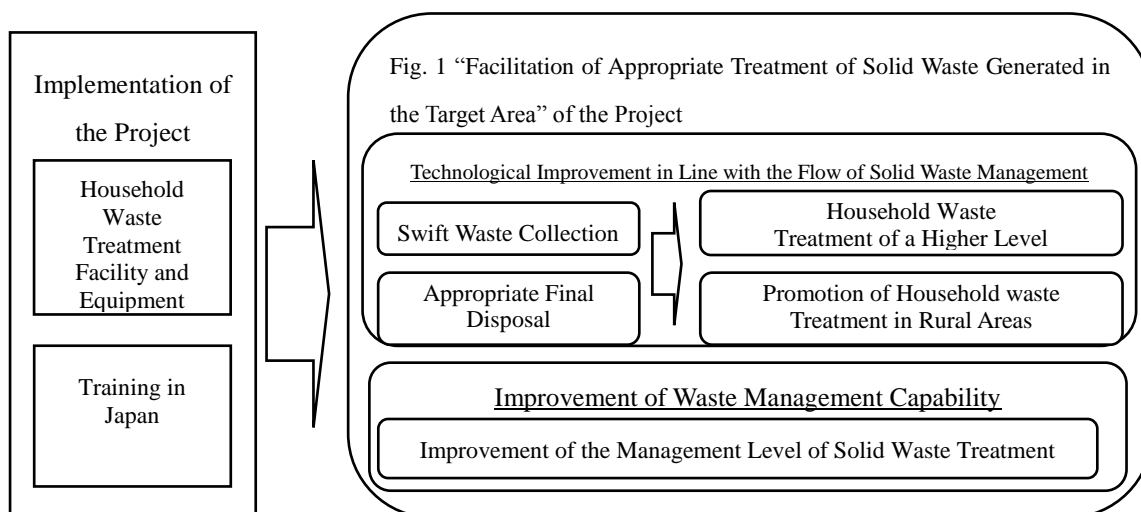 Implementation of
the Project
Household
Waste
Treatment
Facility and
Equipment
Training in
Japan
Fig. 1 “Facilitation of Appropriate Treatment of Solid Waste Generated in
the Target Area” of the Project
Technological Improvement in Line with the Flow of Solid Waste Management
Swift Waste Collection
Appropriate Final
Disposal
Household Waste
Treatment of a Higher Level
Promotion of Household waste
Treatment in Rural Areas
Improvement of Waste Management Capability
Improvement of the Management Level of Solid Waste Treatment